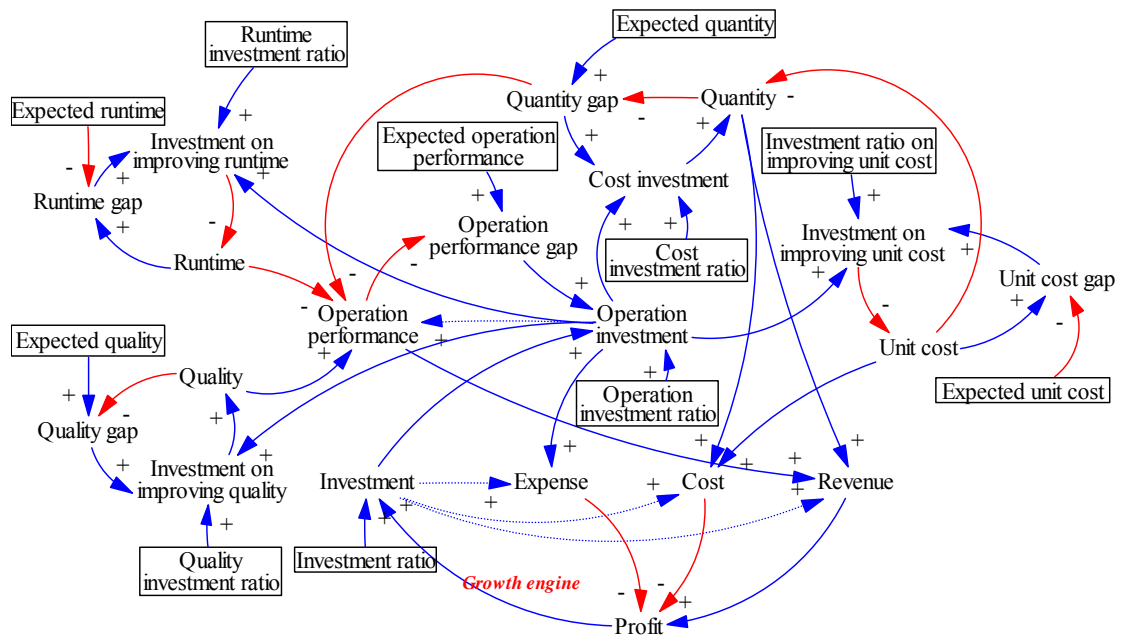 Expected quantity
Runtime
investment ratio
Expected runtime
+
+
Quantity gap
Quantity
-
-
+
+
+
Investment on
improving runtime
+
Expected operation
performance
Investment ratio on
improving unit cost
-
+
Runtime gap
Cost investment
+
+
-
+
Operation
performance gap
+
+
Investment on
improving unit cost
+
Runtime
-
Cost
investment ratio
+
Unit cost gap
-
+
-
+
-
Operation
performance
Operation
investment
-
Expected quality
+
+
+
Unit cost
Quality
+
Expected unit cost
+
-
+
Operation
investment ratio
Quality gap
+
+
+
+
+
Investment on
improving quality
Investment
Expense
Cost
Revenue
+
+
+
+
+
+
+
Quality
investment ratio
Investment ratio
Growth engine
-
-
+
Profit